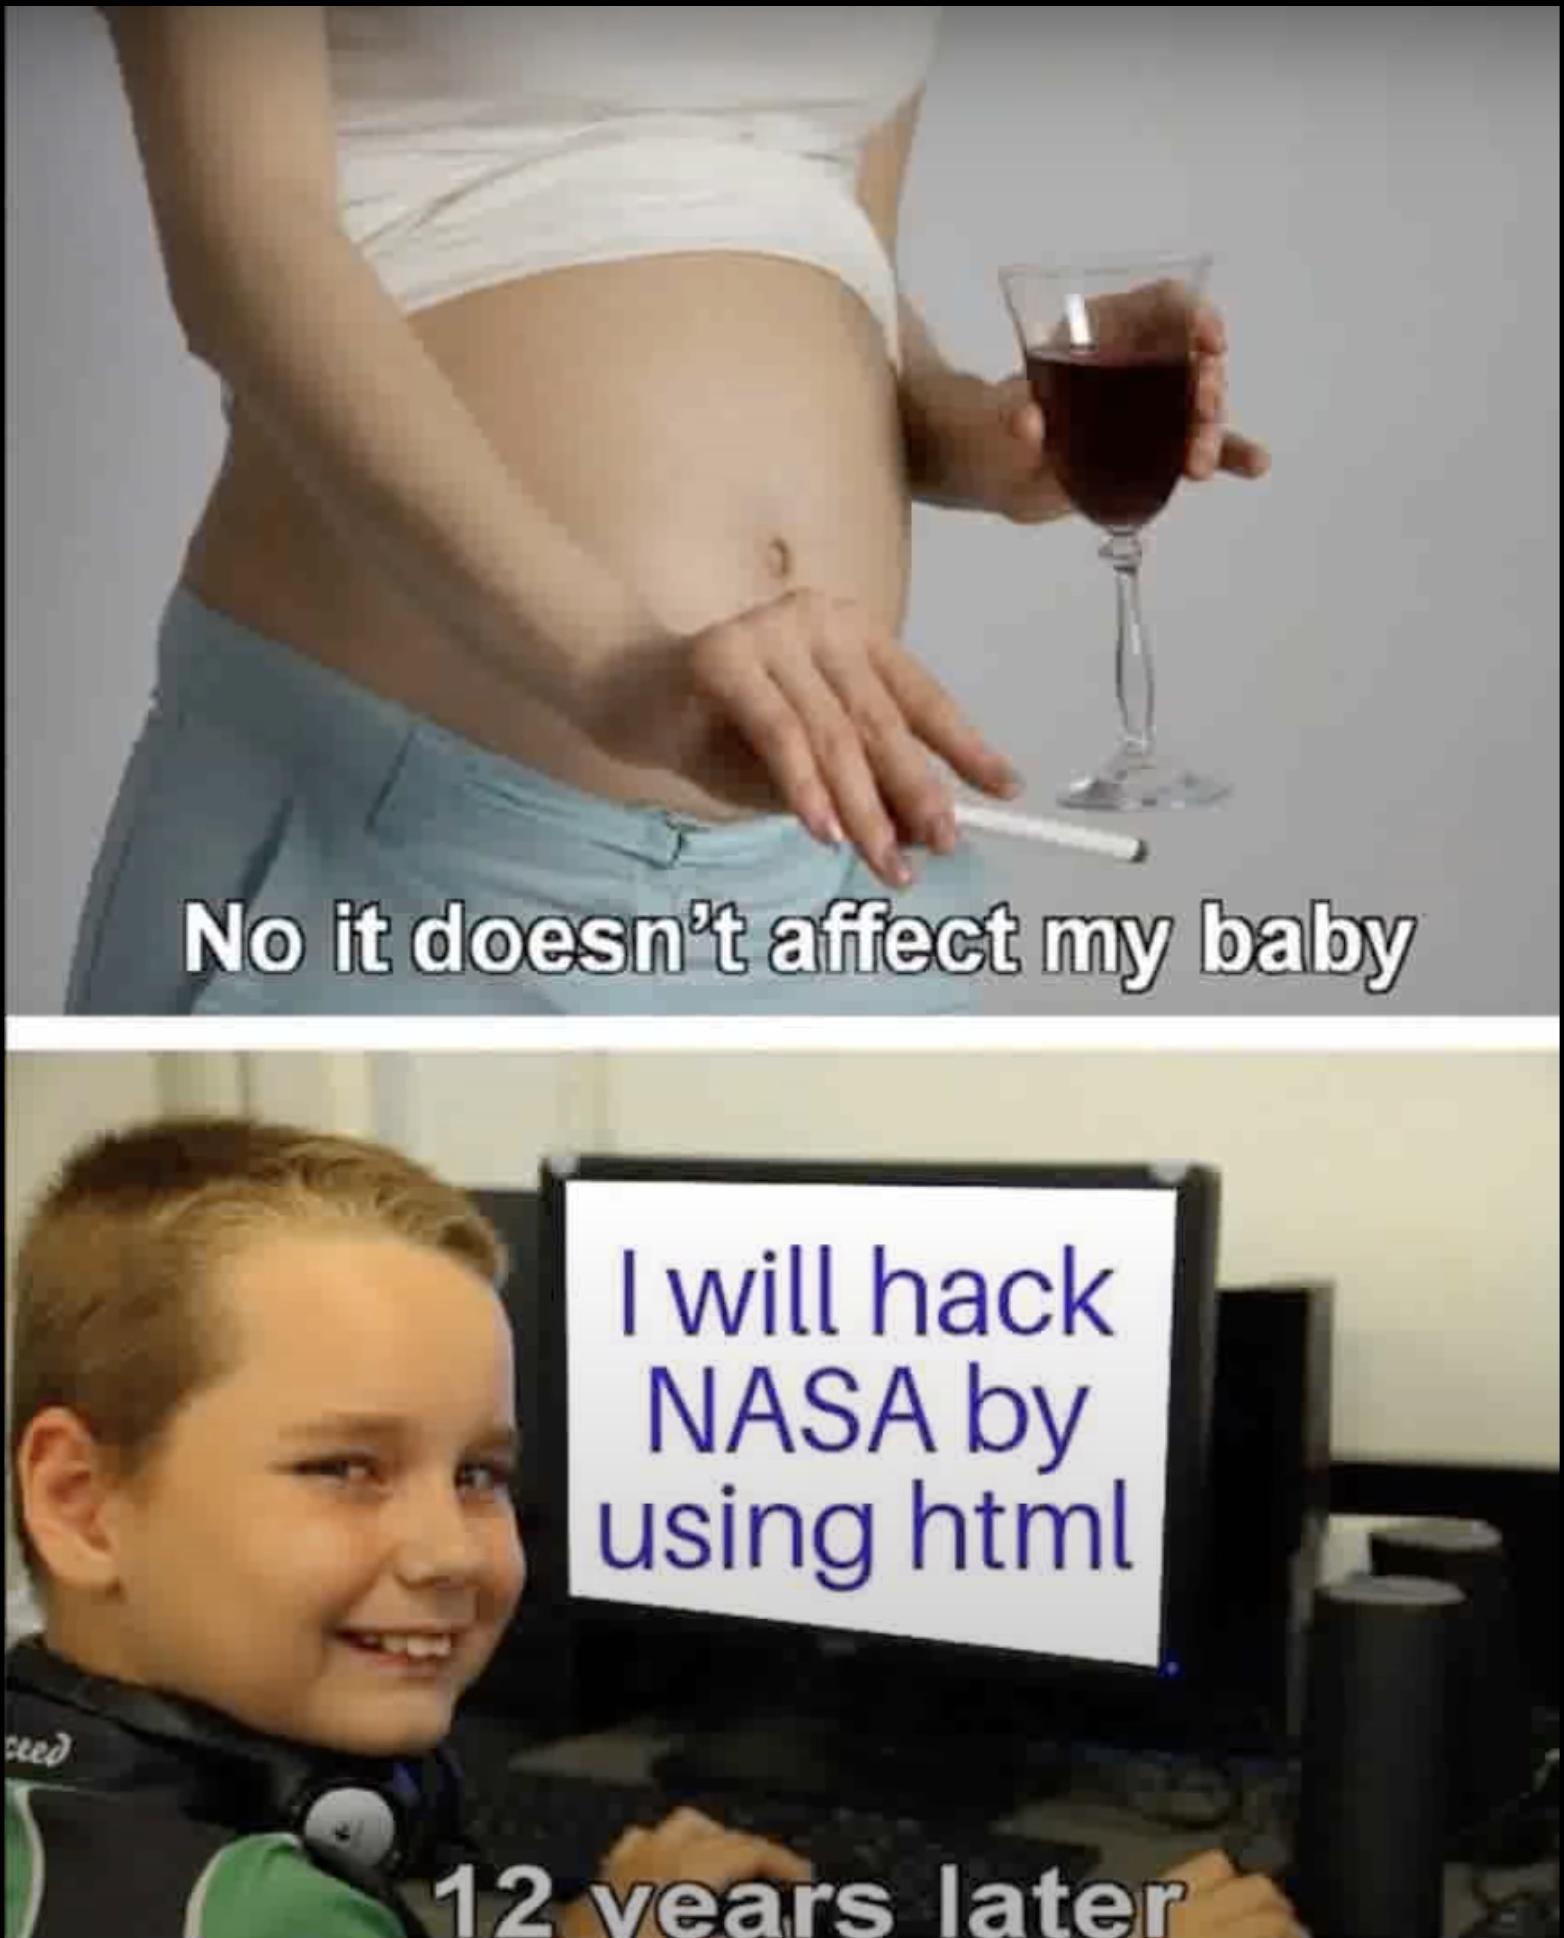 No it doesn't affect my baby
I will hack
NASA by
using html
12 years later